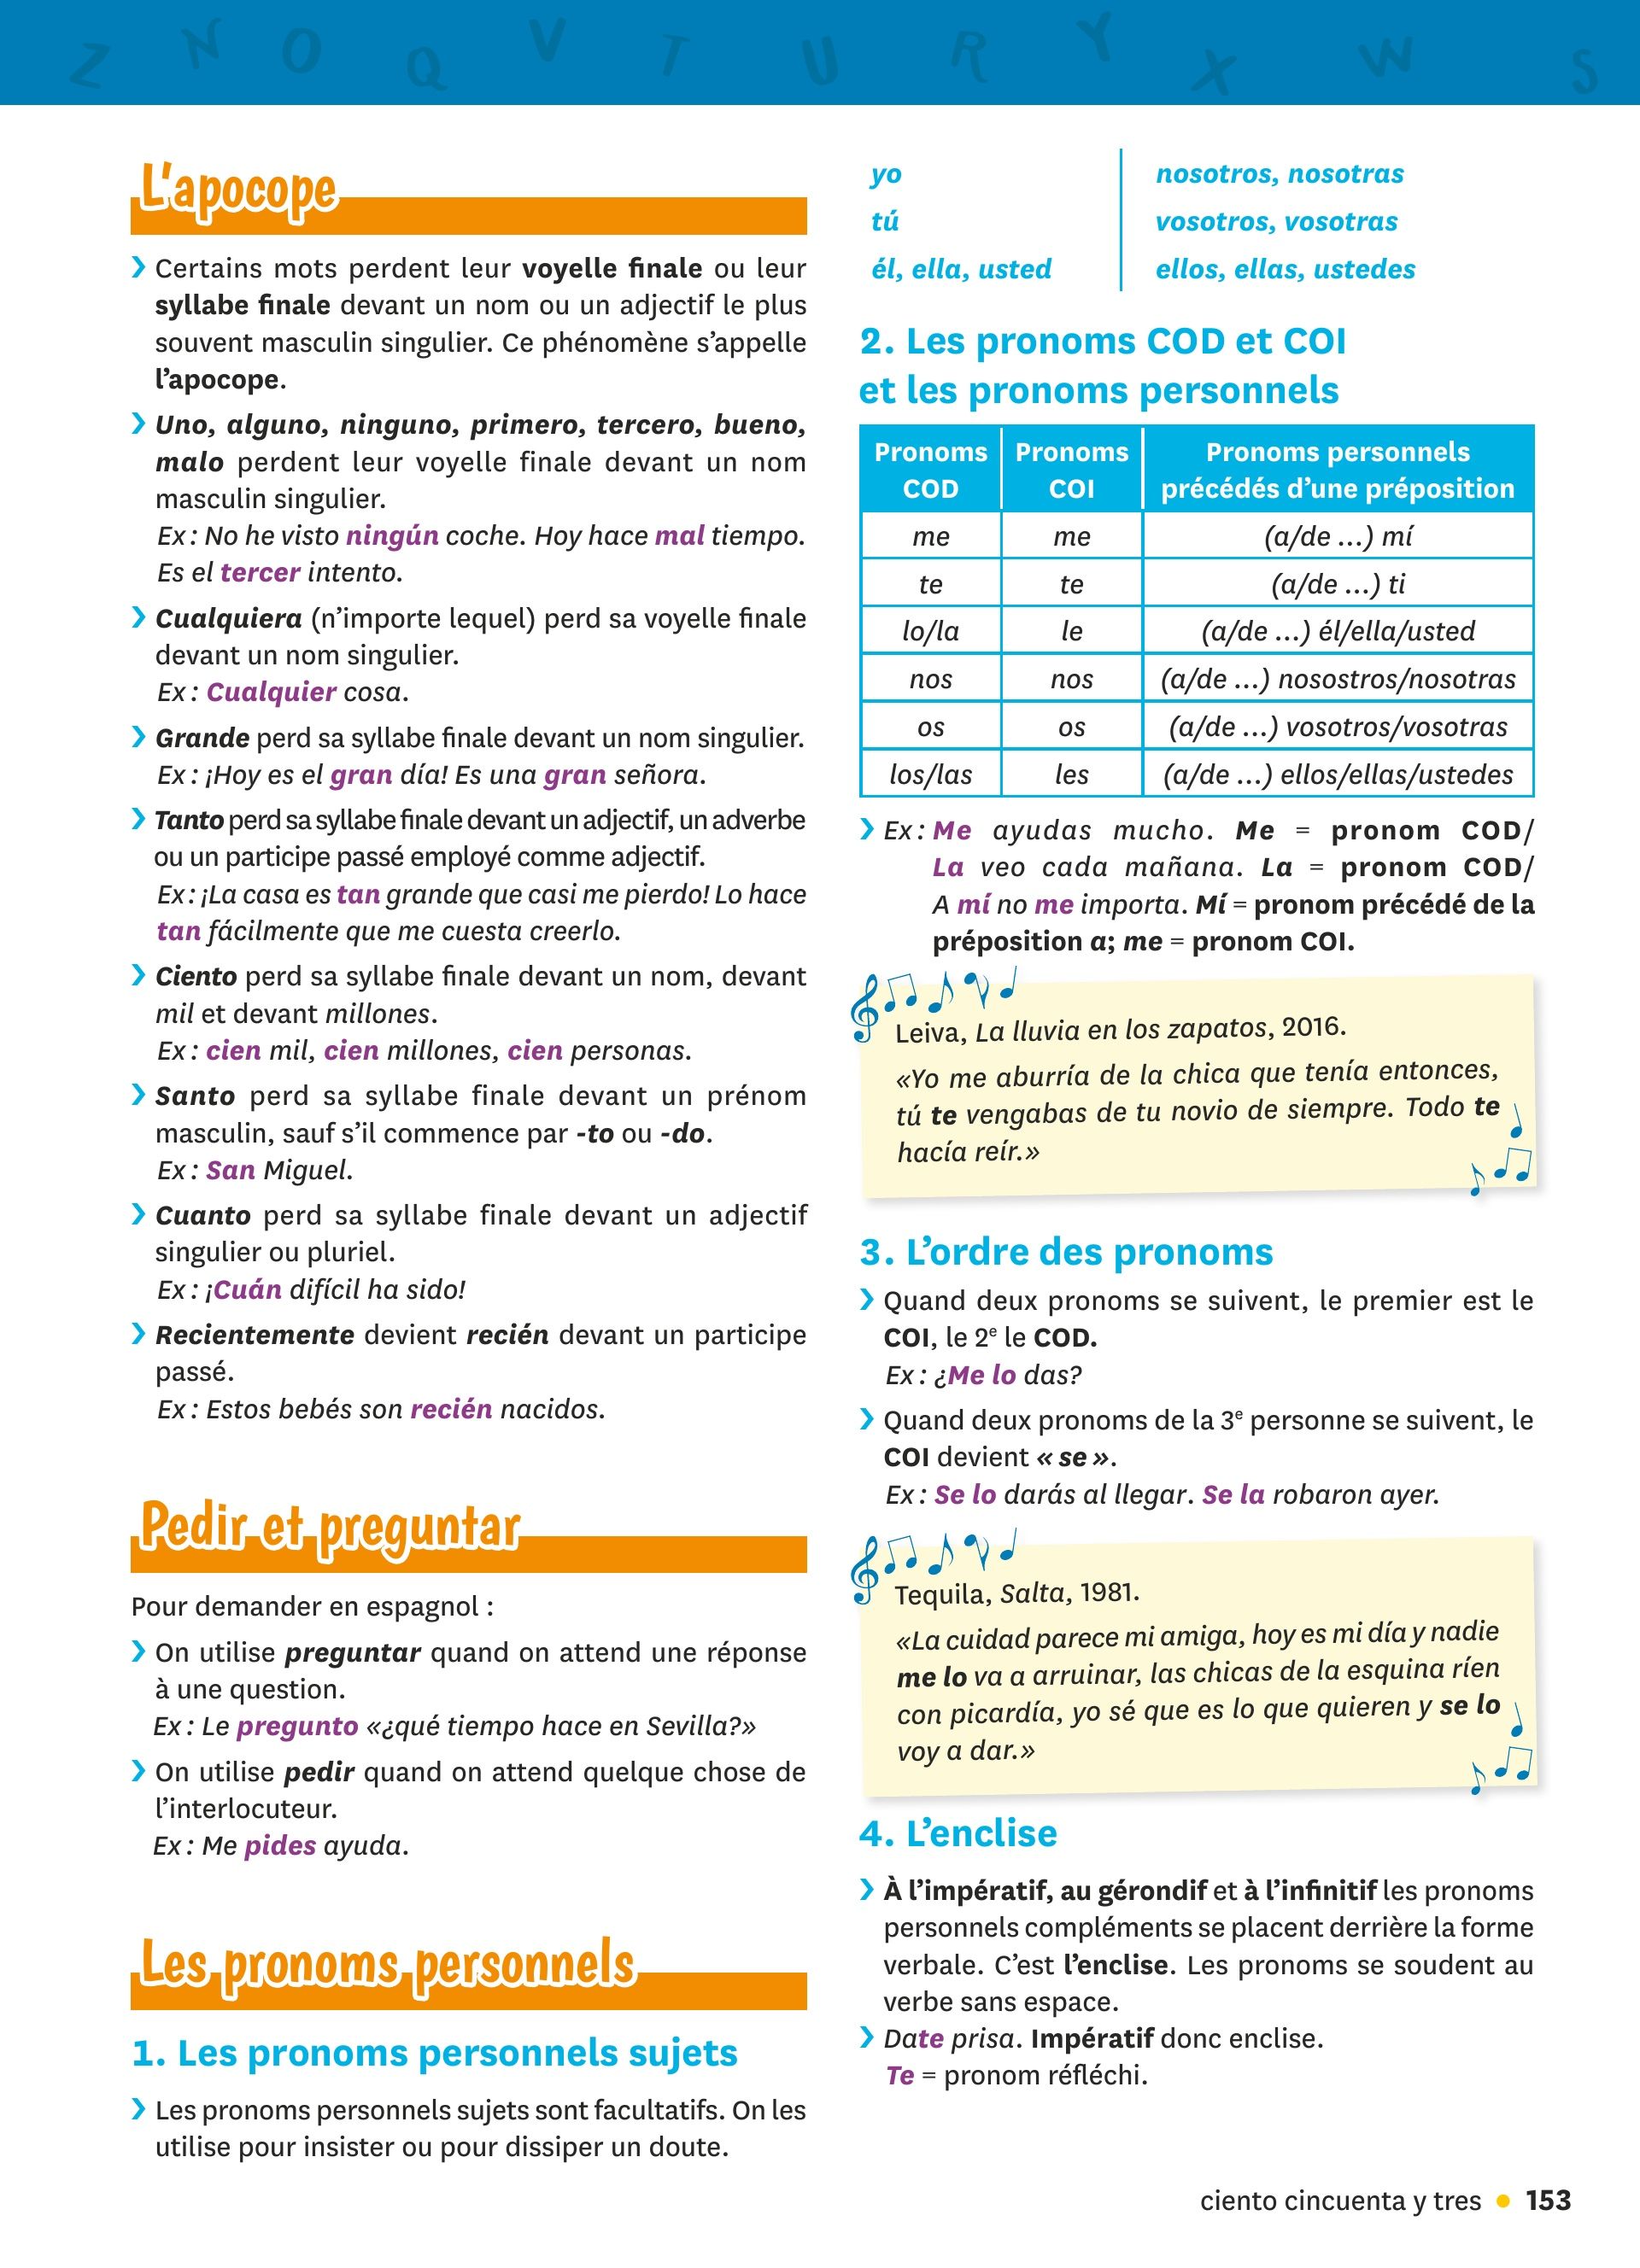 Z N O Q V T U R Y X W S
L'apocope
❯ Certains mots perdent leur voyelle finale ou leur
syllabe finale devant un nom ou un adjectif le plus
souvent masculin singulier. Ce phénomène s'appelle
l'apocope.
❯ Uno, alguno, ninguno, primero, tercero, bueno,
malo perdent leur voyelle finale devant un nom
masculin singulier.
Ex : No he visto ningún coche. Hoy hace mal tiempo.
Es el tercer intento.
❯ Cualquiera (n'importe lequel) perd sa voyelle finale
devant un nom singulier.
Ex : Cualquier cosa.
❯ Grande perd sa syllabe finale devant un nom singulier.
Ex : ¡Hoy es el gran día! Es una gran señora.
❯ Tanto perd sa syllabe finale devant un adjectif, un adverbe
ou un participe passé employé comme adjectif.
Ex : ¡La casa es tan grande que casi me pierdo! Lo hace
tan fácilmente que me cuesta creerlo.
❯ Ciento perd sa syllabe finale devant un nom, devant
mil et devant millones.
Ex : cien mil, cien millones, cien personas.
❯ Santo perd sa syllabe finale devant un prénom
masculin, sauf s'il commence par -to ou -do.
Ex : San Miguel.
❯ Cuanto perd sa syllabe finale devant un adjectif
singulier ou pluriel.
Ex : ¡Cuán difícil ha sido!
❯ Recientemente devient recién devant un participe
passé.
Ex : Estos bebés son recién nacidos.
Pedir et preguntar
Pour demander en espagnol :
❯ On utilise preguntar quand on attend une réponse
à une question.
Ex : Le pregunto «¿qué tiempo hace en Sevilla?»
❯ On utilise pedir quand on attend quelque chose de
l'interlocuteur.
Ex : Me pides ayuda.
Les pronoms personnels
1. Les pronoms personnels sujets
❯ Les pronoms personnels sujets sont facultatifs. On les
utilise pour insister ou pour dissiper un doute.
yo nosotros, nosotras
tú vosotros, vosotras
él, ella, usted ellos, ellas, ustedes
2. Les pronoms COD et COI
et les pronoms personnels
Pronoms Pronoms Pronoms personnels
COD COI précédés d'une préposition
me me (a/de ...) mí
te te (a/de ...) ti
lo/la le (a/de ...) él/ella/usted
nos nos (a/de ...) nosostros/nosotras
os os (a/de ...) vosotros/vosotras
los/las les (a/de ...) ellos/ellas/ustedes
❯ Ex : Me ayudas mucho. Me = pronom COD/
La veo cada mañana. La = pronom COD/
A mí no me importa. Mí = pronom précédé de la
préposition a; me = pronom COI.
Leiva, La lluvia en los zapatos, 2016.
«Yo me aburría de la chica que tenía entonces,
tú te vengabas de tu novio de siempre. Todo te
hacía reír.»
3. L'ordre des pronoms
❯ Quand deux pronoms se suivent, le premier est le
COI, le 2e le COD.
Ex : ¿Me lo das?
❯ Quand deux pronoms de la 3e personne se suivent, le
COI devient « se ».
Ex : Se lo darás al llegar. Se la robaron ayer.
Tequila, Salta, 1981.
«La cuidad parece mi amiga, hoy es mi día y nadie
me lo va a arruinar, las chicas de la esquina ríen
con picardía, yo sé que es lo que quieren y se lo
voy a dar.»
4. L'enclise
❯ À l'impératif, au gérondif et à l'infinitif les pronoms
personnels compléments se placent derrière la forme
verbale. C'est l'enclise. Les pronoms se soudent au
verbe sans espace.
❯ Date prisa. Impératif donc enclise.
Te = pronom réfléchi.
ciento cincuenta y tres • 153